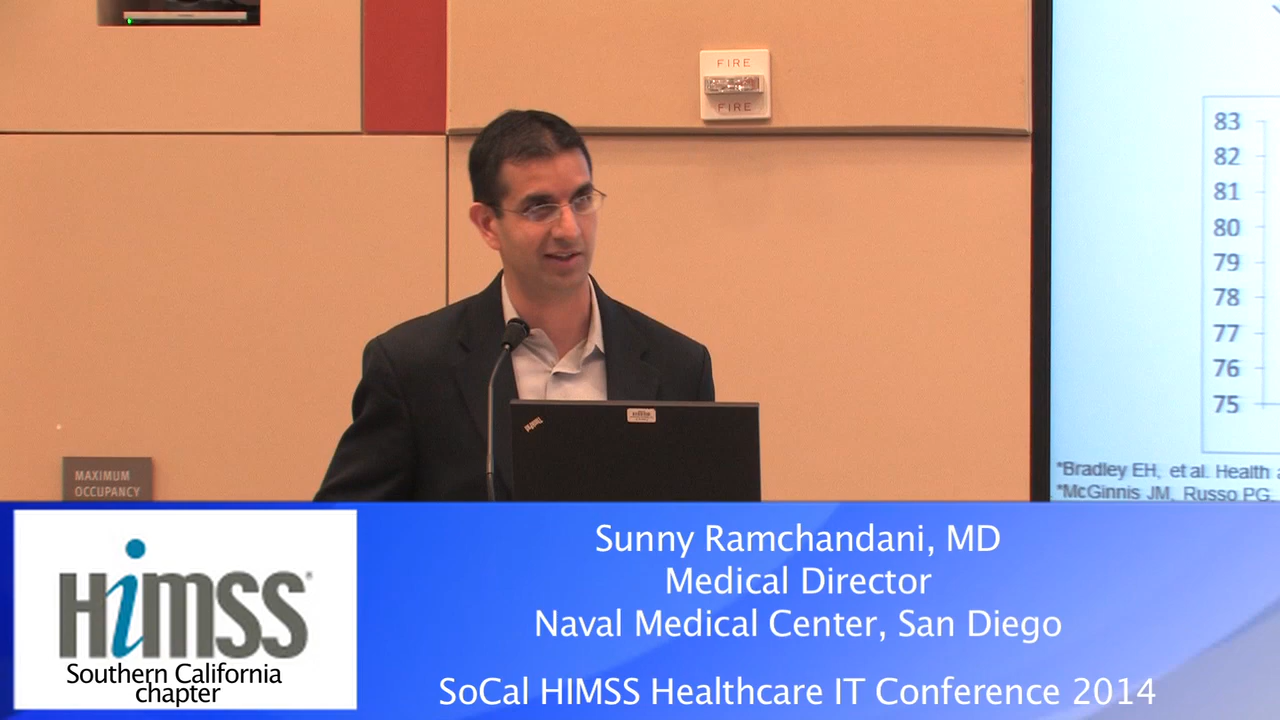 FIRE
FIRE
83
82
81
80
79
78
77
76
75
*Bradley EH, et al. Health
*McGinnis JM, Russo PG
ThinkPad
MAXIMUM
OCCUPANCY
HiMSS®
Southern California
chapter
Sunny Ramchandani, MD
Medical Director
Naval Medical Center, San Diego
SoCal HIMSS Healthcare IT Conference 2014